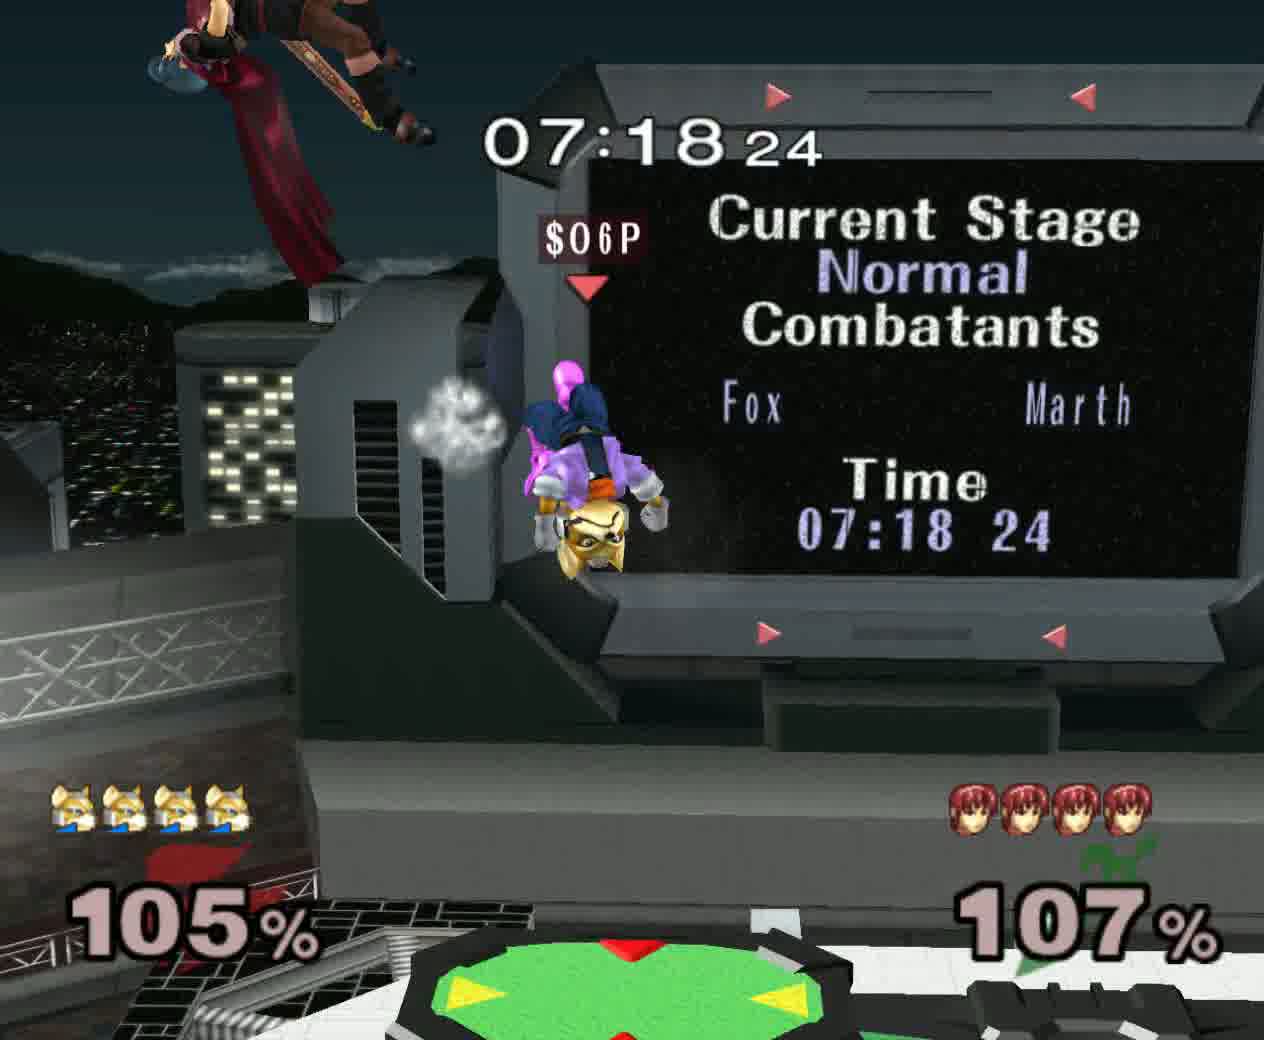 07:18 24
$06P
Current Stage
Normal
Combatants
Fox Marth
Time
07:18 24
105% 107%